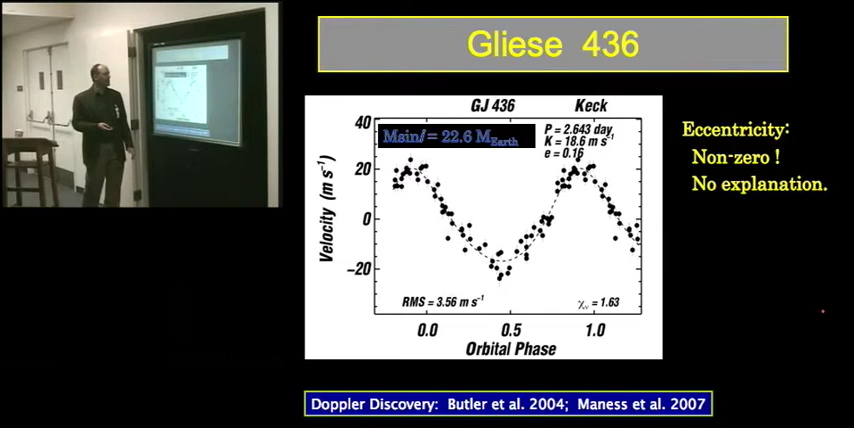 Gliese 436
GJ 436 Keck
Msini = 22.6 M_Earth
P = 2.643 day
K = 18.6 m s⁻¹
e = 0.16
Eccentricity:
Non-zero !
No explanation.
40
20
0
−20
Velocity (m s⁻¹)
RMS = 3.56 m s⁻¹
χᵥ = 1.63
0.0 0.5 1.0
Orbital Phase
Doppler Discovery: Butler et al. 2004; Maness et al. 2007